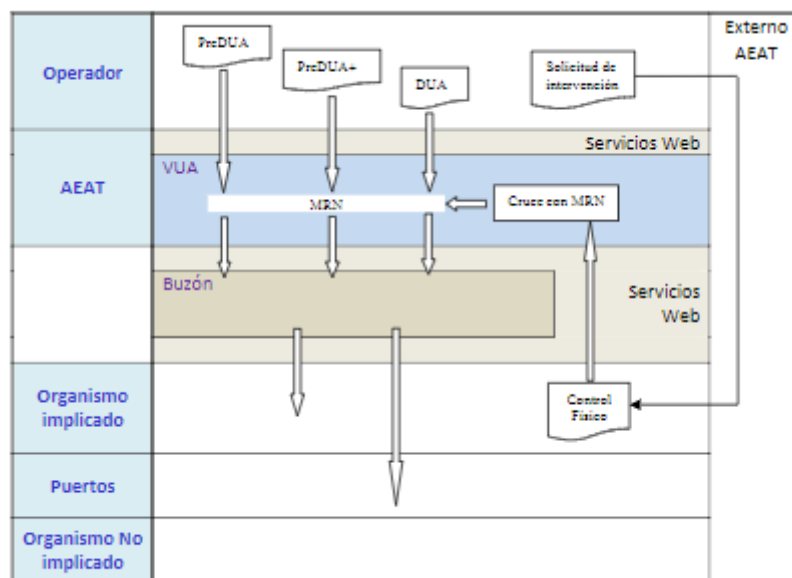 Operador
PreDUA
PreDUA+
DUA
Solicitud de
intervención
Externo
AEAT
Servicios Web
AEAT
VUA
MRN
Cruce con MRN
Buzón
Servicios
Web
Organismo
implicado
Control
Físico
Puertos
Organismo No
implicado